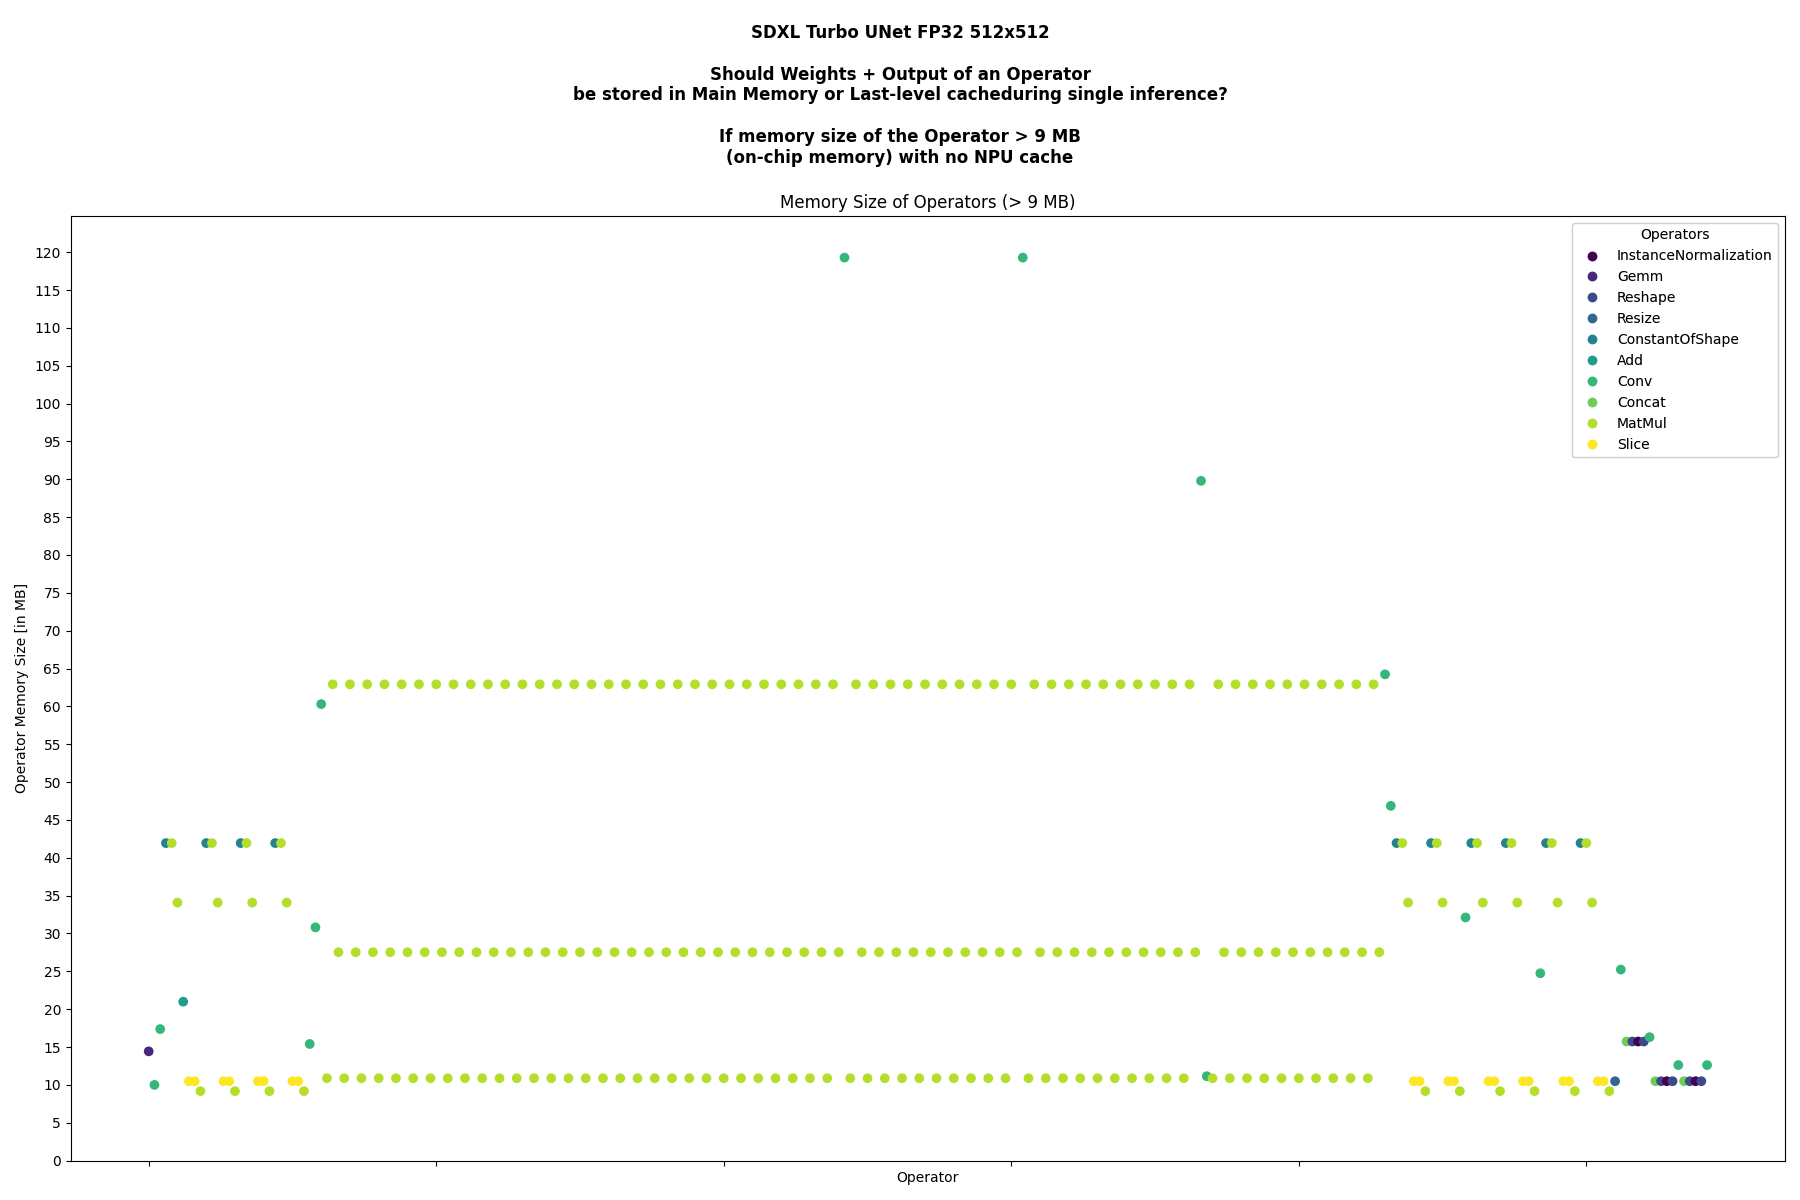 SDXL Turbo UNet FP32 512x512
Should Weights + Output of an Operator
be stored in Main Memory or Last-level cacheduring single inference?
If memory size of the Operator > 9 MB
(on-chip memory) with no NPU cache
Memory Size of Operators (> 9 MB)
120
115
110
105
100
95
90
85
80
75
70
65
60
55
50
45
40
35
30
25
20
15
10
5
0
Operator Memory Size [in MB]
Operator
Operators
InstanceNormalization
Gemm
Reshape
Resize
ConstantOfShape
Add
Conv
Concat
MatMul
Slice